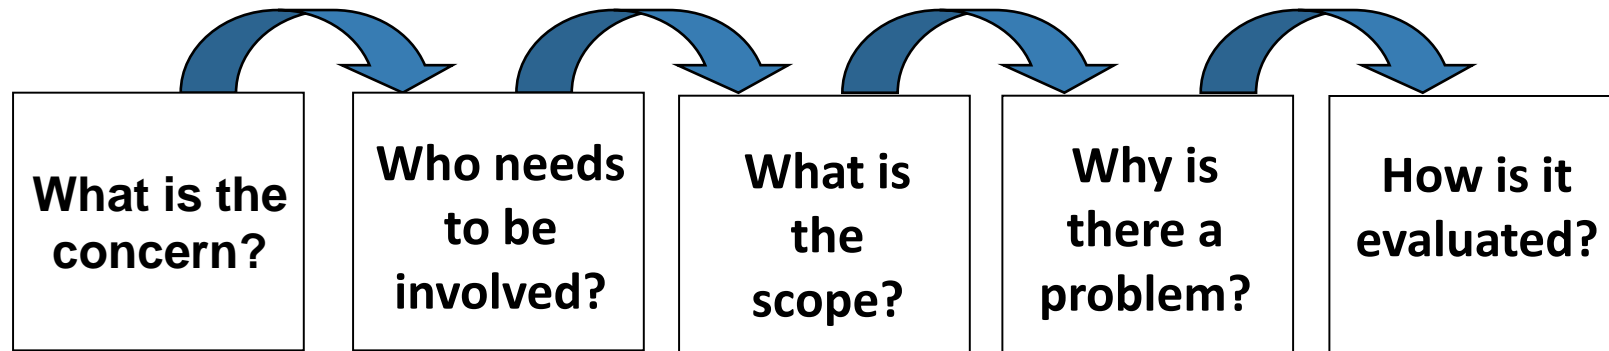 What is the
concern?
Who needs
to be
involved?
What is
the
scope?
Why is
there a
problem?
How is it
evaluated?